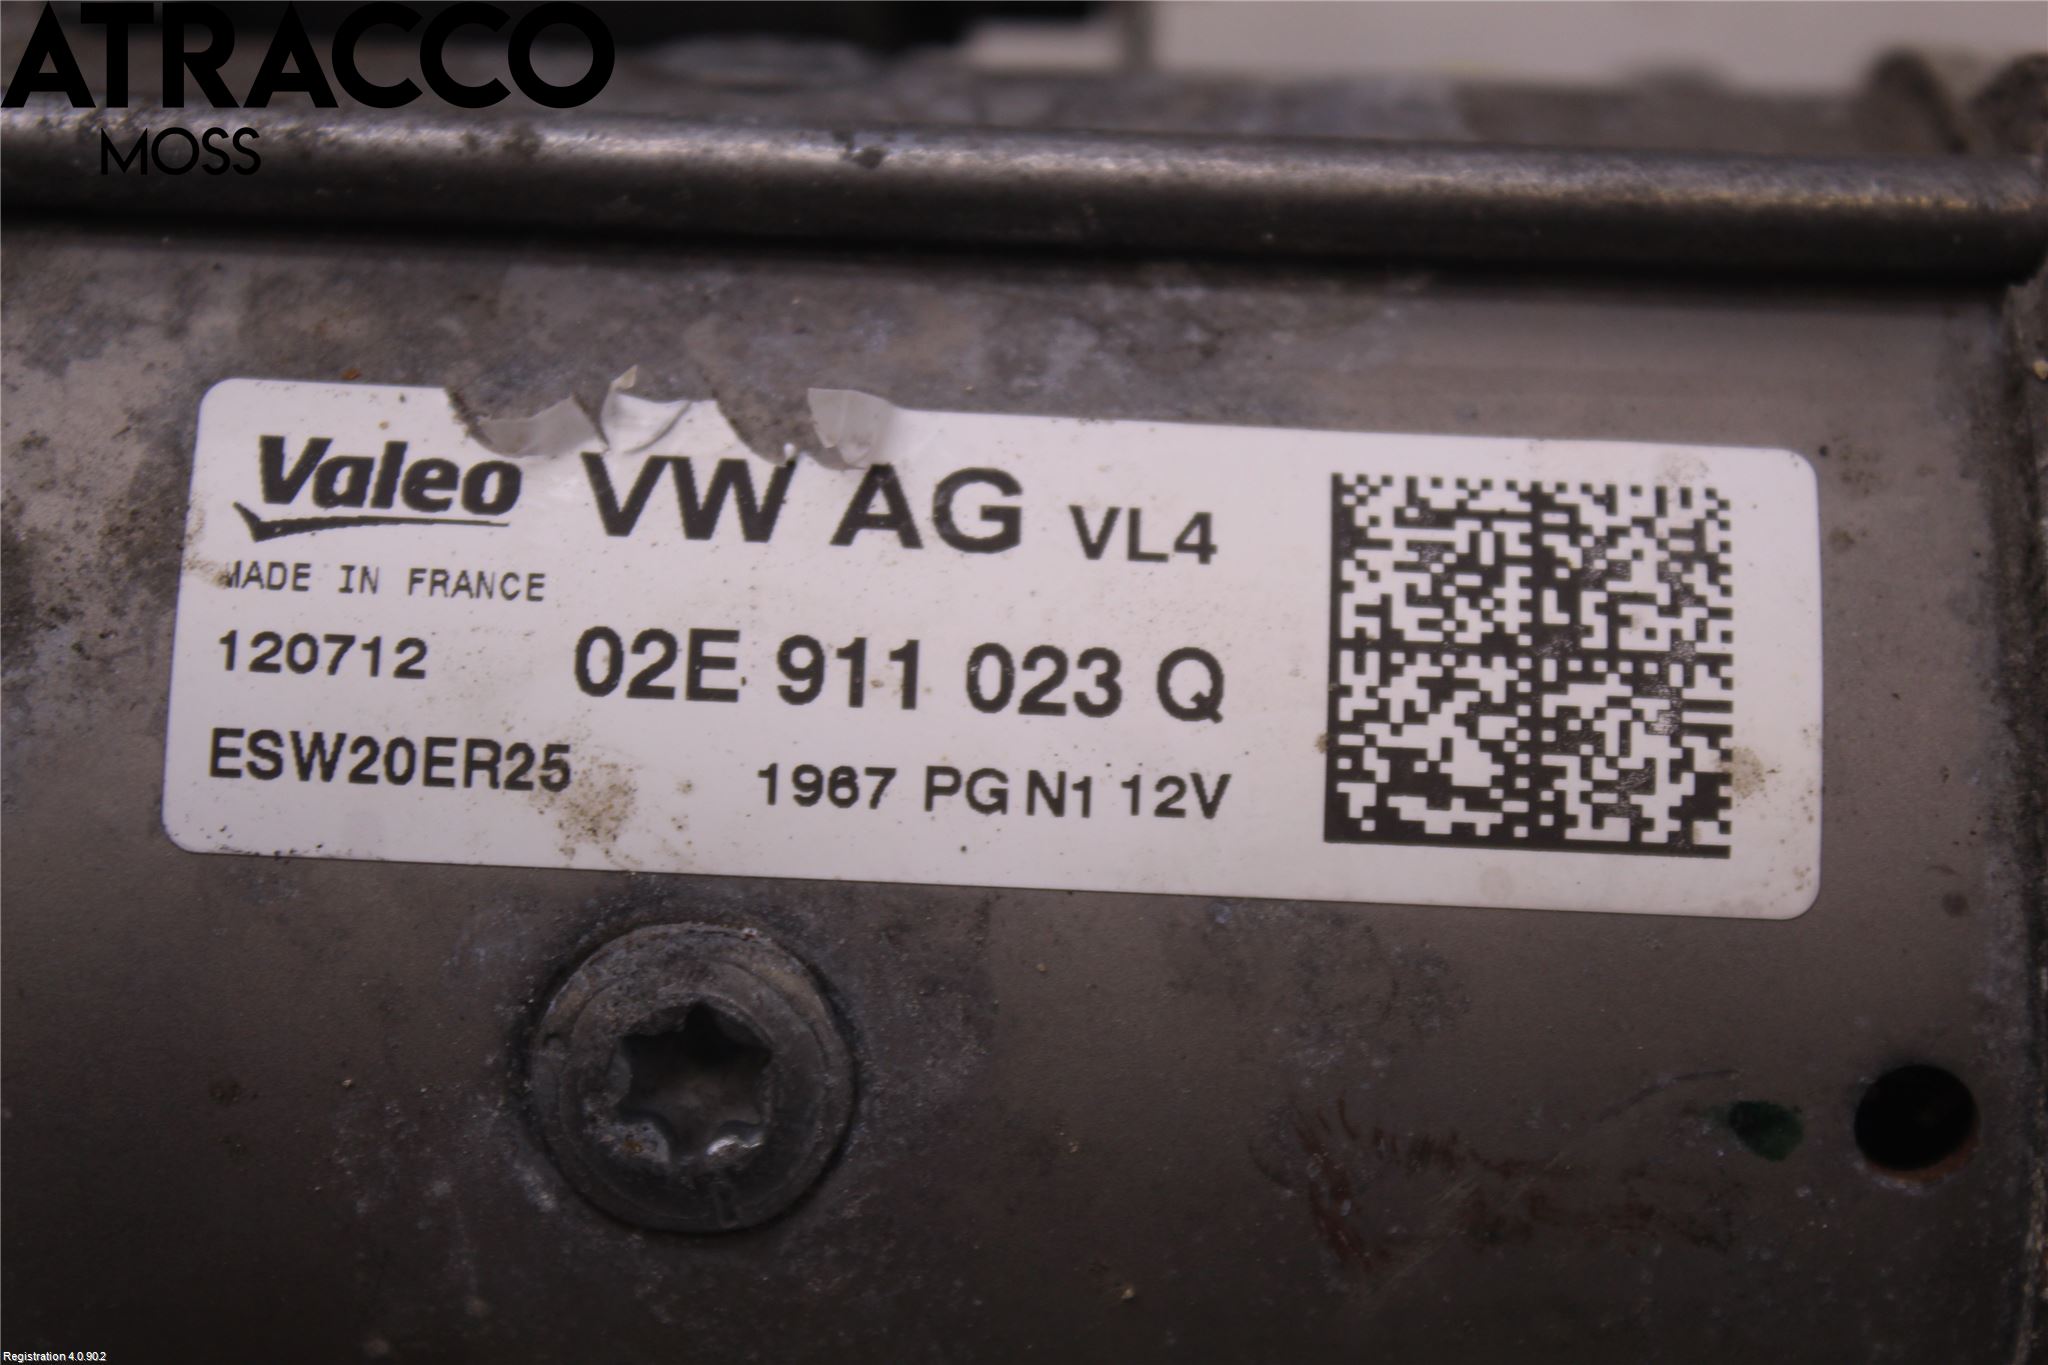 ATRACCO
MOSS
Valeo VW AG VL4
MADE IN FRANCE
120712 02E 911 023 Q
ESW20ER25 1967 PG N1 12V
Registration 4.0.90.2